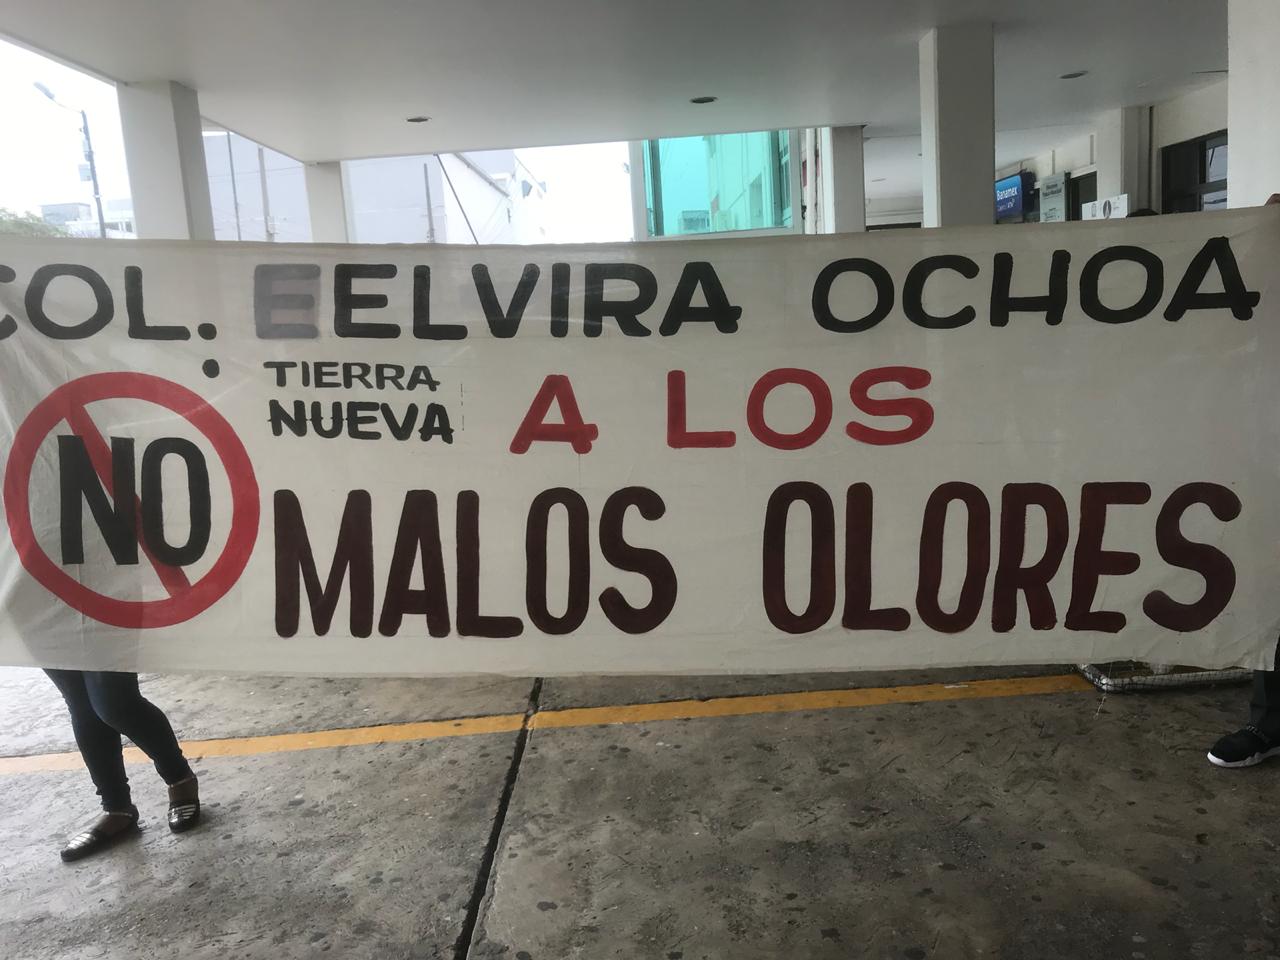 COL. EELVIRA OCHOA
TIERRA
NUEVA
NO A LOS
MALOS OLORES
Banamex